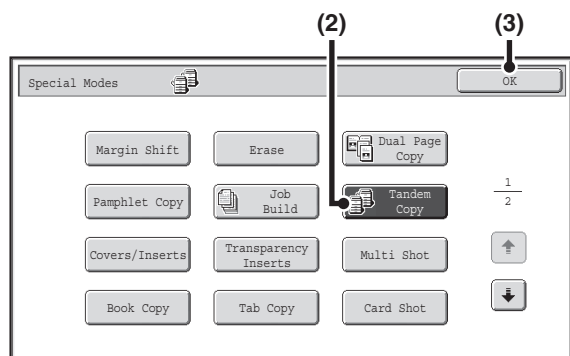 (2) (3)
Special Modes OK
Margin Shift Erase Dual Page
Copy
Pamphlet Copy Job
Build Tandem
Copy 1
2
Covers/Inserts Transparency
Inserts Multi Shot
Book Copy Tab Copy Card Shot